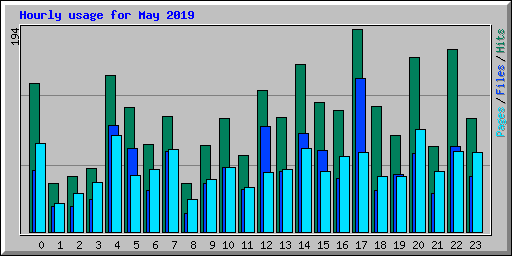 Hourly usage for May 2019
194
Pages / Files / Hits
0 1 2 3 4 5 6 7 8 9 10 11 12 13 14 15 16 17 18 19 20 21 22 23